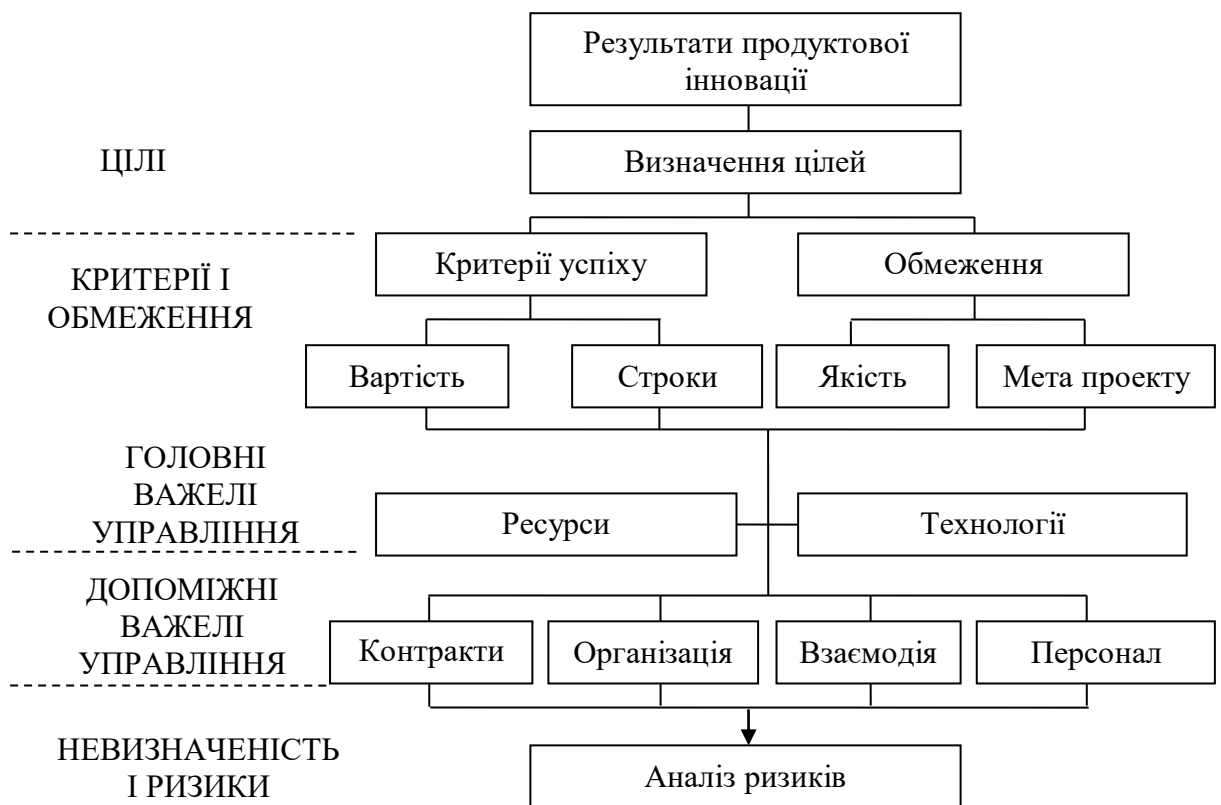 Результати продуктової
інновації
ЦІЛІ
Визначення цілей
Критерії успіху
Обмеження
КРИТЕРІЇ І
ОБМЕЖЕННЯ
Вартість
Строки
Якість
Мета проекту
ГОЛОВНІ
ВАЖЕЛІ
УПРАВЛІННЯ
Ресурси
Технології
ДОПОМІЖНІ
ВАЖЕЛІ
УПРАВЛІННЯ
Контракти
Організація
Взаємодія
Персонал
НЕВИЗНАЧЕНІСТЬ
І РИЗИКИ
Аналіз ризиків